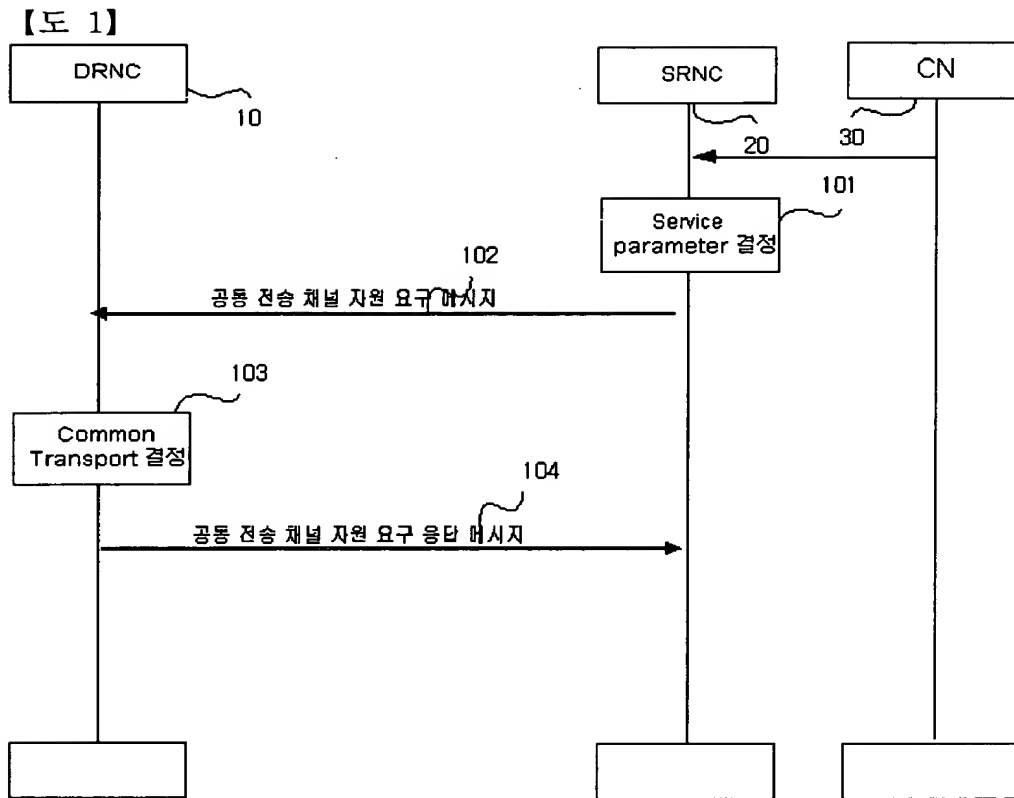 【도 1】
DRNC
SRNC
CN
10
20
30
101
Service
parameter 결정
102
공통 전송 채널 자원 요구 메시지
103
Common
Transport 결정
104
공통 전송 채널 자원 요구 응답 메시지